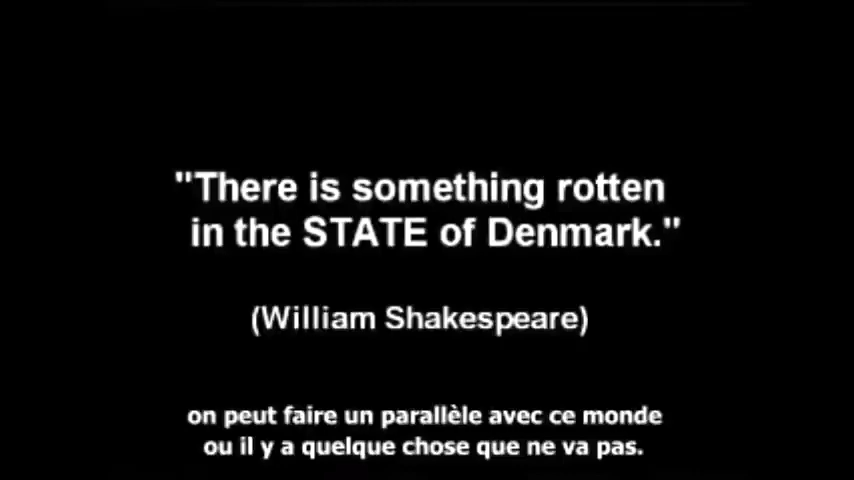 "There is something rotten
in the STATE of Denmark."
(William Shakespeare)
on peut faire un parallèle avec ce monde
ou il y a quelque chose que ne va pas.